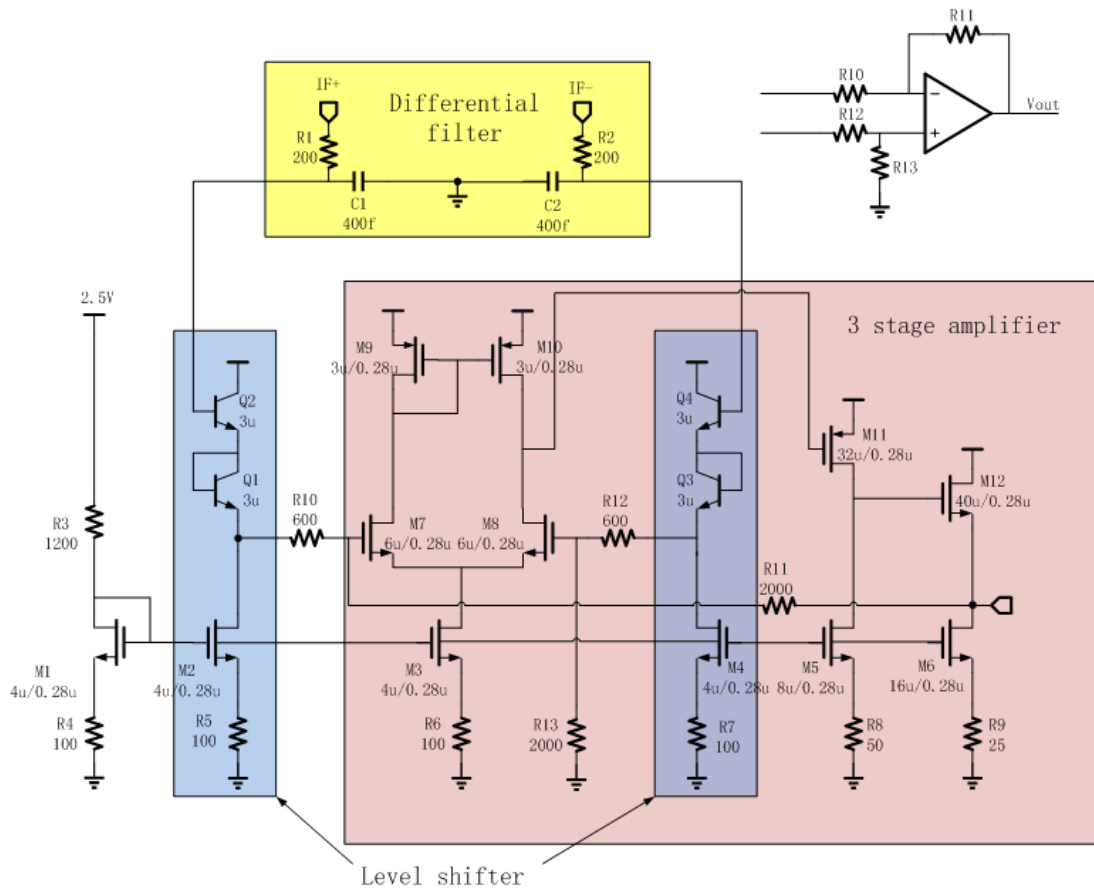 R11
R10
R12
R13
Vout
IF+
IF-
Differential
filter
R1
200
R2
200
C1
400f
C2
400f
2.5V
3 stage amplifier
M9
3u/0.28u
M10
3u/0.28u
Q2
3u
Q4
3u
M11
32u/0.28u
Q1
3u
Q3
3u
M12
40u/0.28u
R3
1200
R10
600
M7
6u/0.28u
M8
6u/0.28u
R12
600
R11
2000
M1
4u/0.28u
M2
4u/0.28u
M3
4u/0.28u
M4
4u/0.28u
M5
8u/0.28u
M6
16u/0.28u
R4
100
R5
100
R6
100
R13
2000
R7
100
R8
50
R9
25
Level shifter